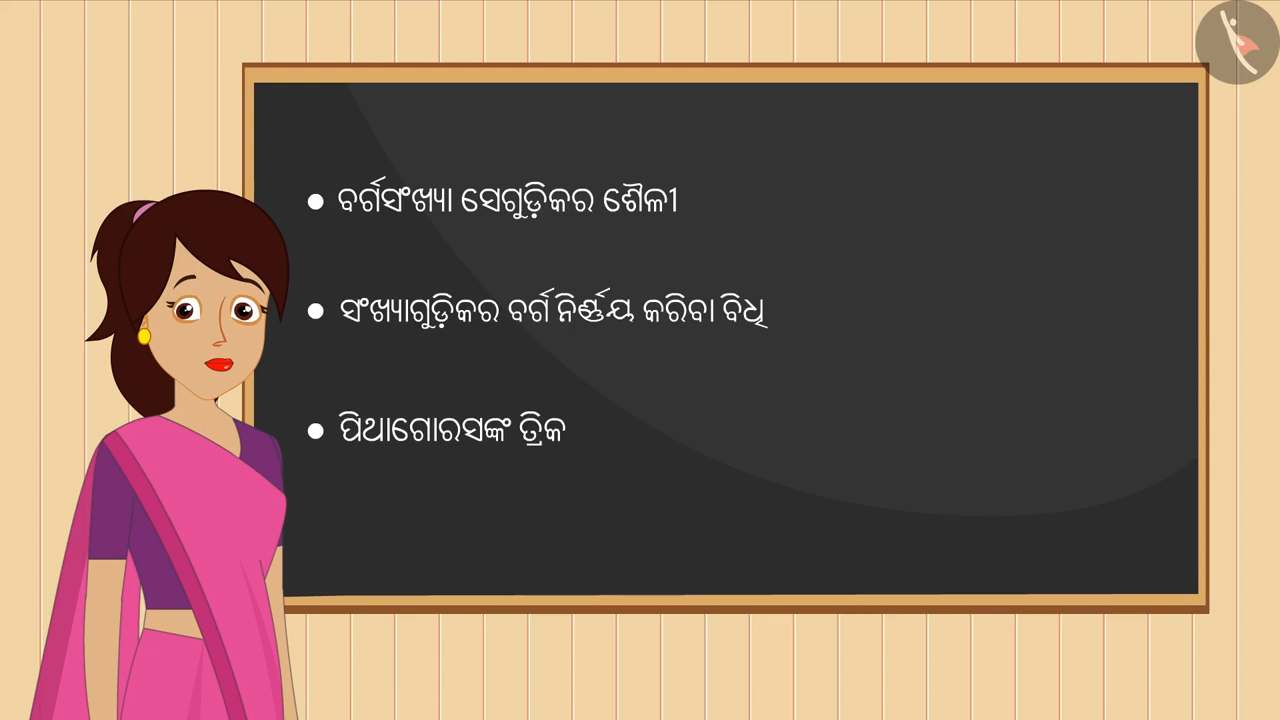 • ବର୍ଗସଂଖ୍ୟା ସେଗୁଡ଼ିକର ଶୈଳୀ
• ସଂଖ୍ୟାଗୁଡ଼ିକର ବର୍ଗ ନିର୍ଣ୍ଣୟ କରିବା ବିଧି
• ପିଥାଗୋରସଙ୍କ ତ୍ରିକ